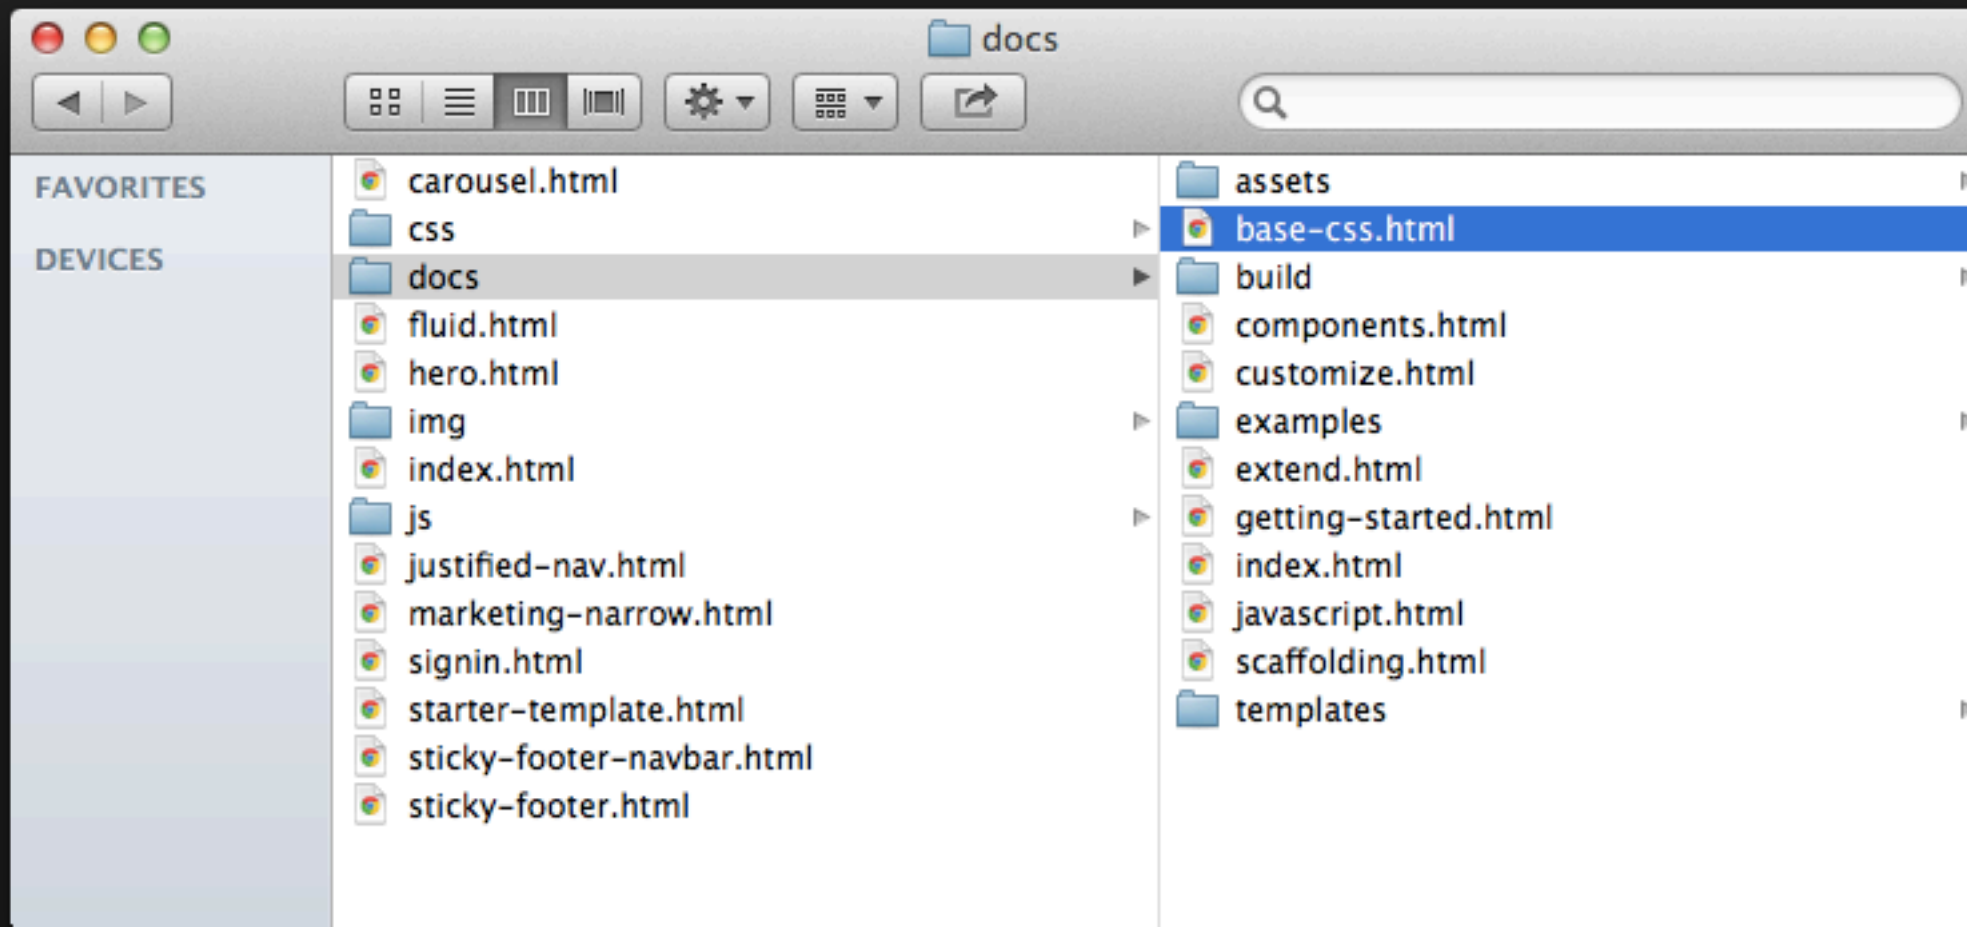 docs
FAVORITES
DEVICES
carousel.html
css
docs
fluid.html
hero.html
img
index.html
js
justified-nav.html
marketing-narrow.html
signin.html
starter-template.html
sticky-footer-navbar.html
sticky-footer.html
assets
base-css.html
build
components.html
customize.html
examples
extend.html
getting-started.html
index.html
javascript.html
scaffolding.html
templates